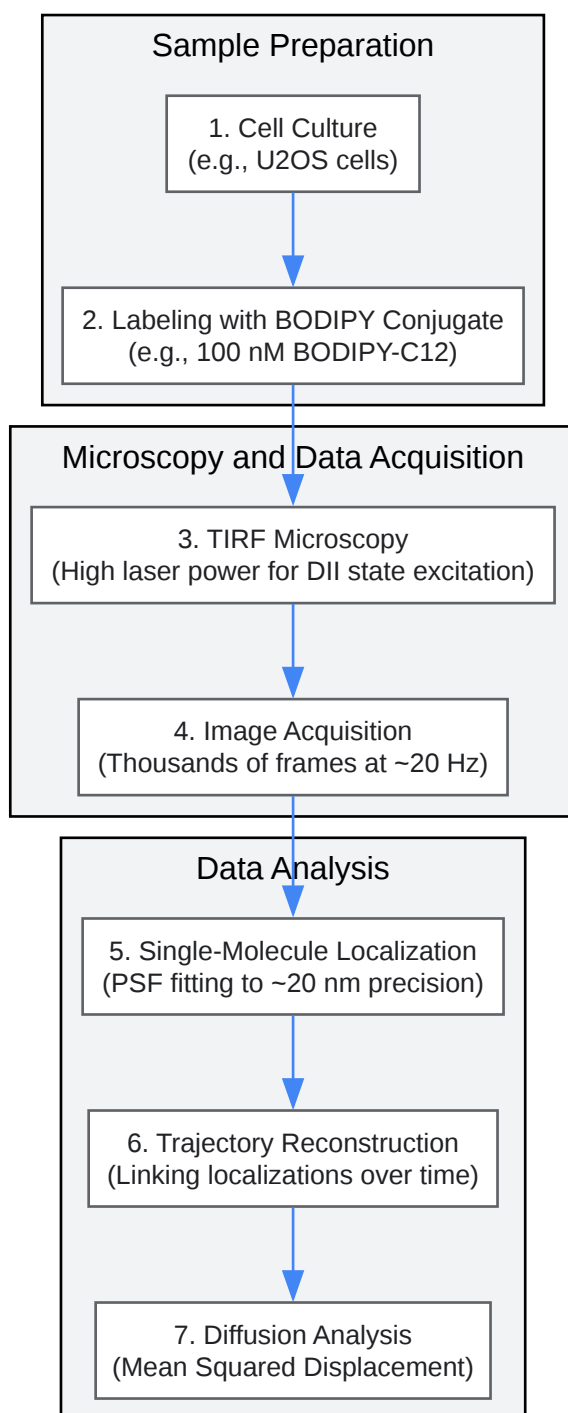 Sample Preparation
1. Cell Culture
(e.g., U2OS cells)
2. Labeling with BODIPY Conjugate
(e.g., 100 nM BODIPY-C12)
Microscopy and Data Acquisition
3. TIRF Microscopy
(High laser power for DII state excitation)
4. Image Acquisition
(Thousands of frames at ~20 Hz)
Data Analysis
5. Single-Molecule Localization
(PSF fitting to ~20 nm precision)
6. Trajectory Reconstruction
(Linking localizations over time)
7. Diffusion Analysis
(Mean Squared Displacement)